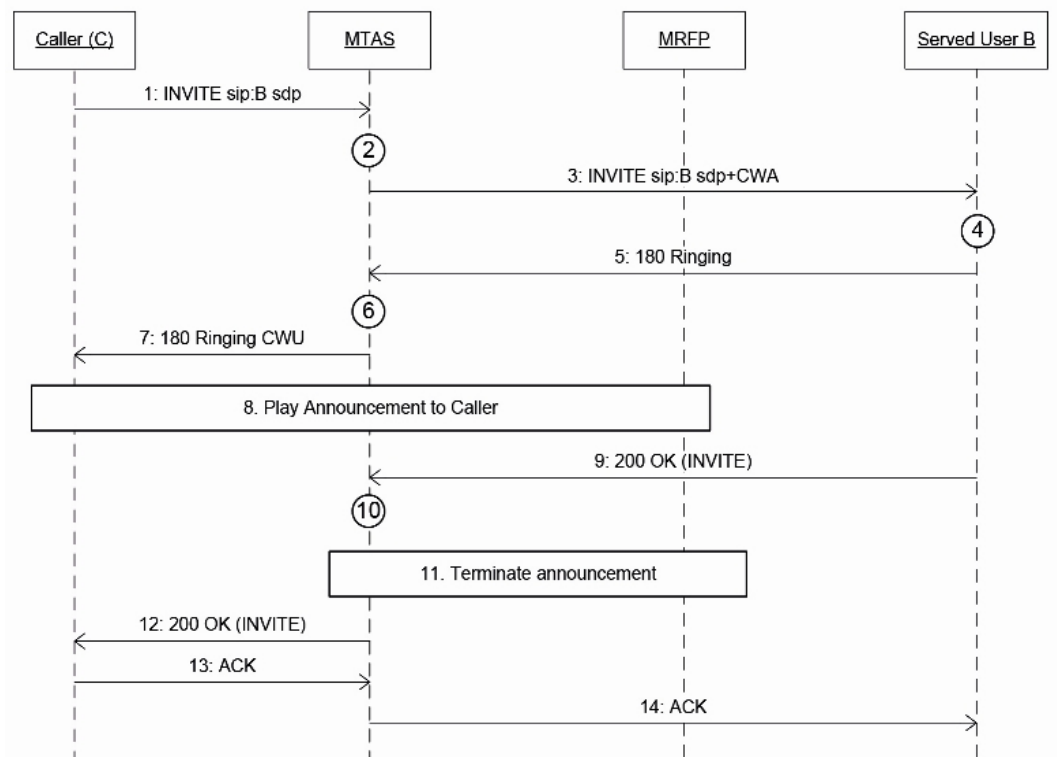 Caller (C)
MTAS
MRFP
Served User B
1: INVITE sip:B sdp
2
3: INVITE sip:B sdp+CWA
4
5: 180 Ringing
6
7: 180 Ringing CWU
8. Play Announcement to Caller
9: 200 OK (INVITE)
10
11. Terminate announcement
12: 200 OK (INVITE)
13: ACK
14: ACK